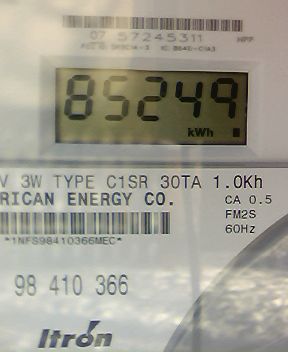 07 57245311
85249
kWh
V 3W TYPE C1SR 30TA 1.0Kh
RICAN ENERGY CO.
CA 0.5
FM2S
60Hz
*1NFS98410366MEC*
98 410 366
Itrón